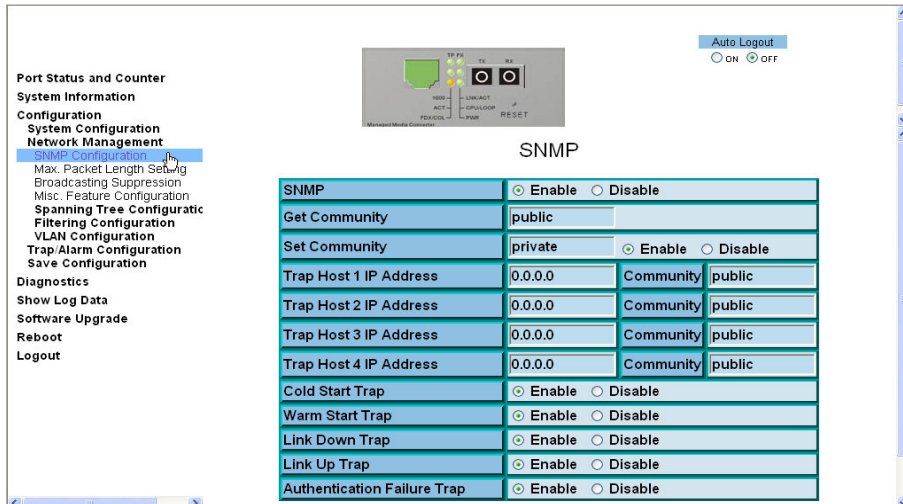 Auto Logout
ON OFF
TP FX
TX RX
1000 LNK/ACT
ACT CPU/LOOP
FDX/COL PWR
RESET
Managed Media Converter
Port Status and Counter
System Information
Configuration
System Configuration
Network Management
SNMP Configuration
Max. Packet Length Setting
Broadcasting Suppression
Misc. Feature Configuration
Spanning Tree Configuratic
Filtering Configuration
VLAN Configuration
Trap/Alarm Configuration
Save Configuration
Diagnostics
Show Log Data
Software Upgrade
Reboot
Logout
SNMP
SNMP Enable Disable
Get Community public
Set Community private Enable Disable
Trap Host 1 IP Address 0.0.0.0 Community public
Trap Host 2 IP Address 0.0.0.0 Community public
Trap Host 3 IP Address 0.0.0.0 Community public
Trap Host 4 IP Address 0.0.0.0 Community public
Cold Start Trap Enable Disable
Warm Start Trap Enable Disable
Link Down Trap Enable Disable
Link Up Trap Enable Disable
Authentication Failure Trap Enable Disable